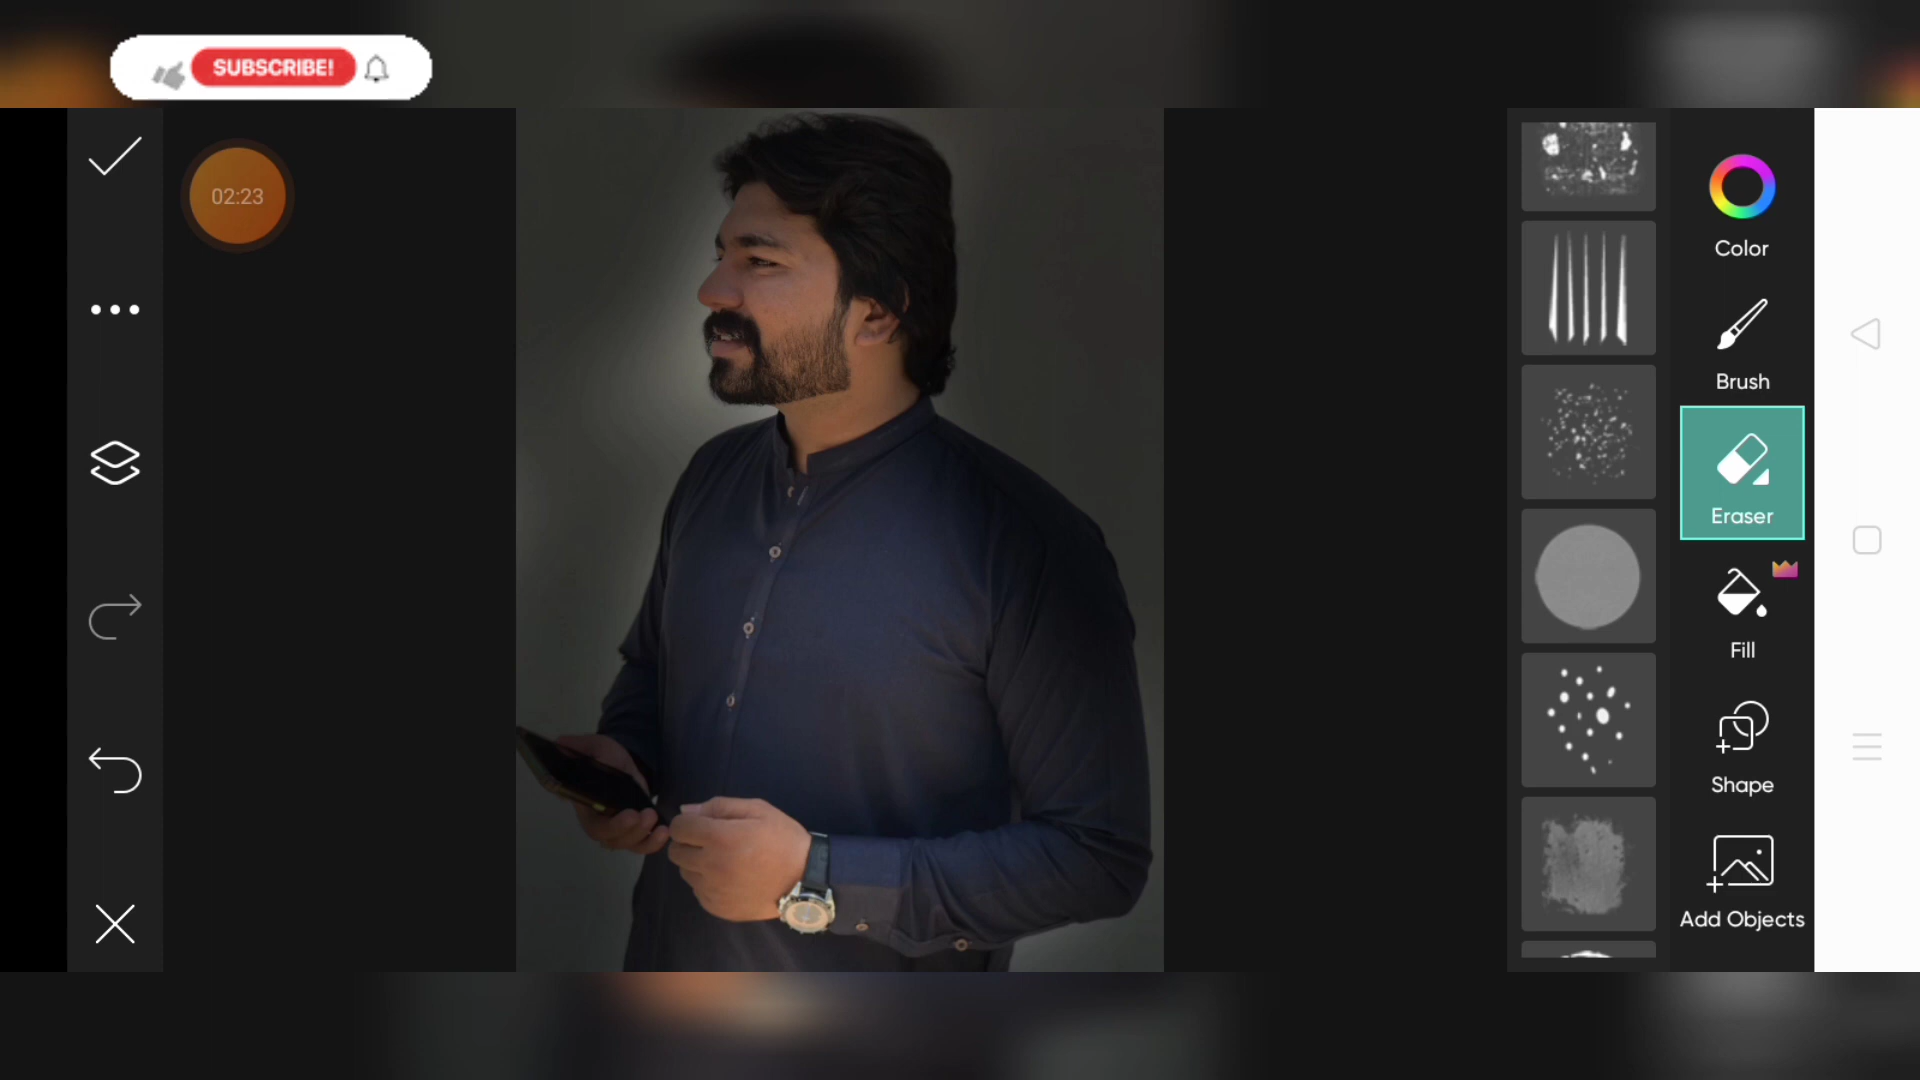 SUBSCRIBE!
02:23
Color
Brush
Eraser
Fill
Shape
Add Objects